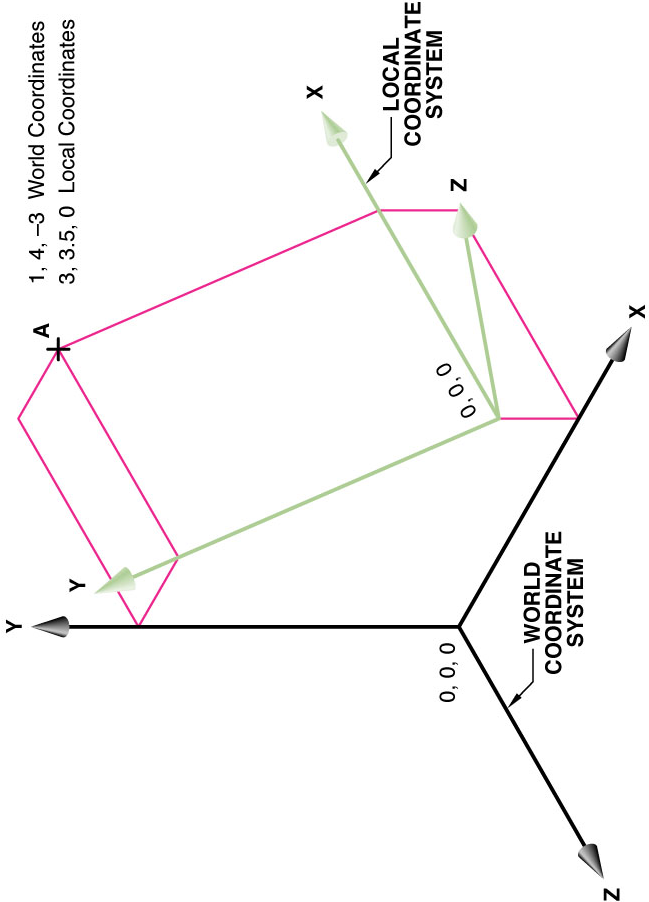 1, 4, –3 World Coordinates
3, 3.5, 0 Local Coordinates
A
X
LOCAL
COORDINATE
SYSTEM
Z
0, 0, 0
Y
Y
X
0, 0, 0
WORLD
COORDINATE
SYSTEM
Z